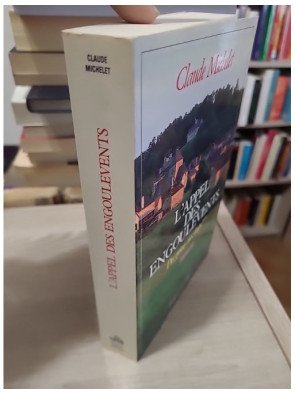 CLAUDE
MICHELET
L'APPEL DES ENGOULEVENTS
Claude Michelet
L'APPEL
DES
ENGOULEVENTS